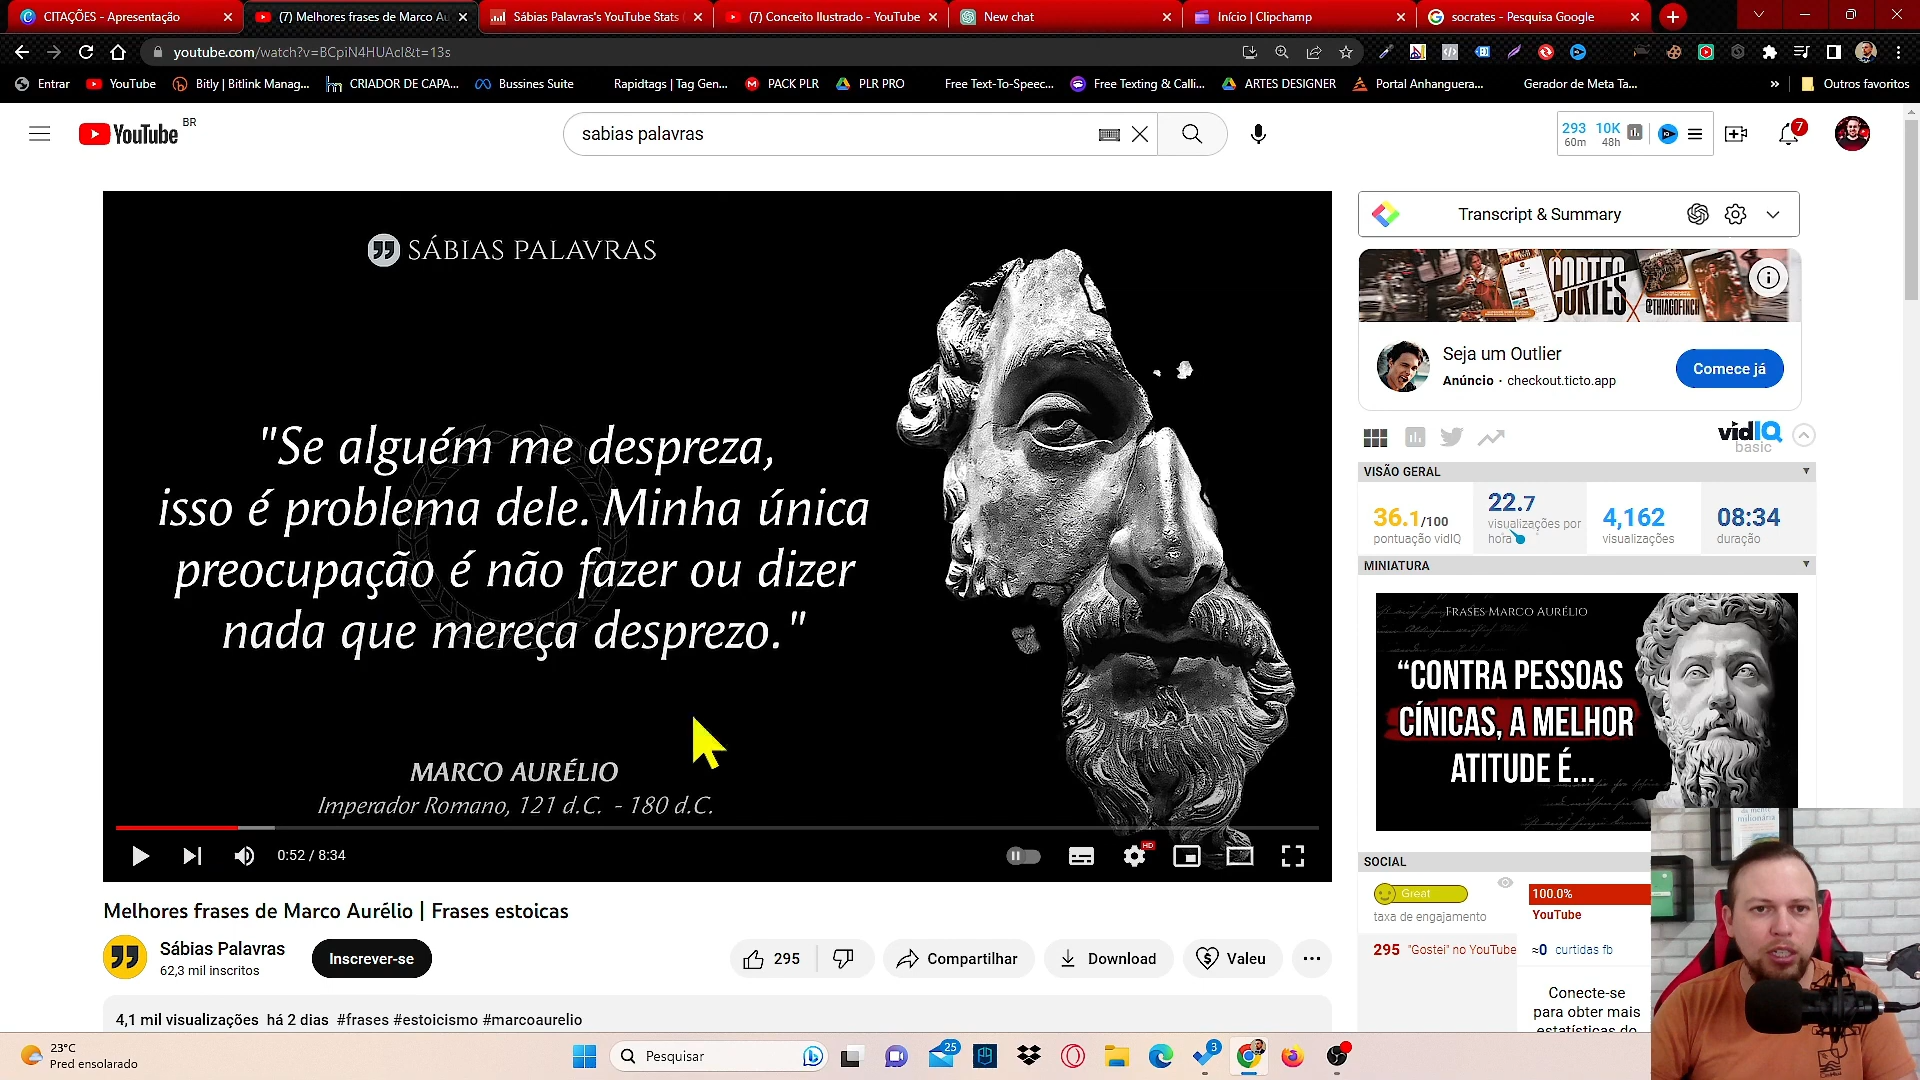 CITAÇÕES - Apresentação
(7) Melhores frases de Marco Au
Sábias Palavras's YouTube Stats
(7) Conceito Ilustrado - YouTube
New chat
Início | Clipchamp
socrates - Pesquisa Google
youtube.com/watch?v=BCpiN4HUAcI&t=13s
Entrar
YouTube
Bitly | Bitlink Manag...
CRIADOR DE CAPA...
Bussines Suite
Rapidtags | Tag Gen...
PACK PLR
PLR PRO
Free Text-To-Speec...
Free Texting & Calli...
ARTES DESIGNER
Portal Anhanguera...
Gerador de Meta Ta...
»
Outros favoritos
YouTube BR
sabias palavras
293 10K
60m 48h
7
SÁBIAS PALAVRAS
"Se alguém me despreza,
isso é problema dele. Minha única
preocupação é não fazer ou dizer
nada que mereça desprezo."
MARCO AURÉLIO
Imperador Romano, 121 d.C. - 180 d.C.
0:52 / 8:34
HD
Melhores frases de Marco Aurélio | Frases estoicas
Sábias Palavras
62,3 mil inscritos
Inscrever-se
295
Compartilhar
Download
Valeu
4,1 mil visualizações há 2 dias #frases #estoicismo #marcoaurelio
Transcript & Summary
CORTES
@THIAGOFINCH
Seja um Outlier
Anúncio · checkout.ticto.app
Comece já
vidIQ
basic
VISÃO GERAL
36.1/100
pontuação vidIQ
22.7
visualizações por
hora
4,162
visualizações
08:34
duração
MINIATURA
FRASES MARCO AURÉLIO
“CONTRA PESSOAS
CÍNICAS, A MELHOR
ATITUDE É...
SOCIAL
Great
taxa de engajamento
100.0%
YouTube
295 "Gostei" no YouTube
≈0 curtidas fb
Conecte-se
para obter mais
estatísticas do
milionária
23°C
Pred ensolarado
Pesquisar
25
3